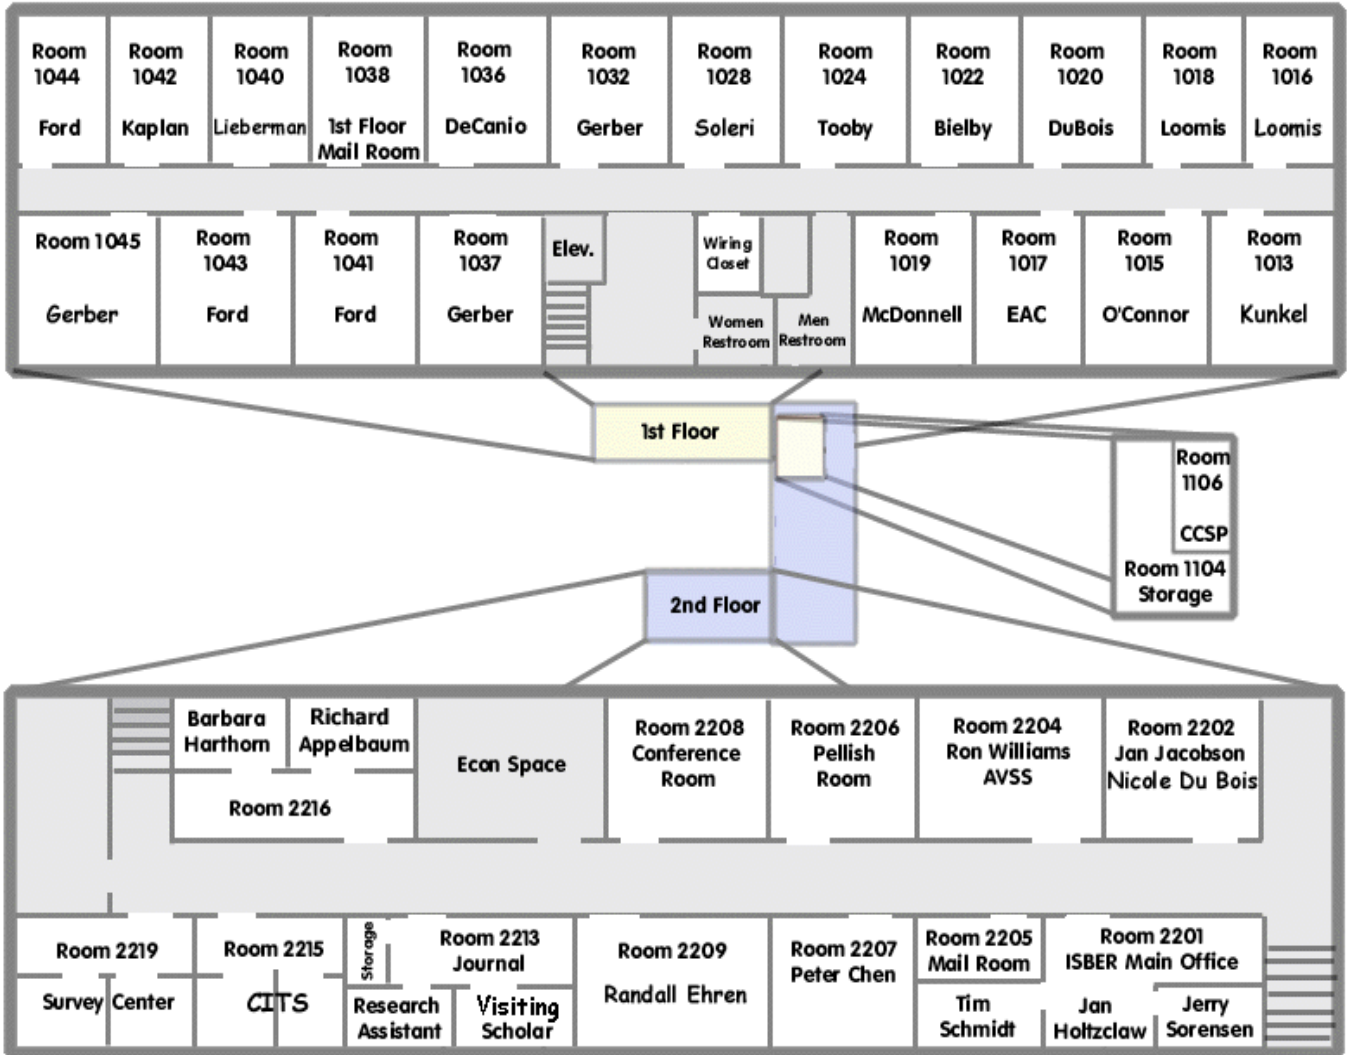 Room 1044 Ford
Room 1042 Kaplan
Room 1040 Lieberman
Room 1038 1st Floor Mail Room
Room 1036 DeCanio
Room 1032 Gerber
Room 1028 Soleri
Room 1024 Tooby
Room 1022 Bielby
Room 1020 DuBois
Room 1018 Loomis
Room 1016 Loomis
Room 1045 Gerber
Room 1043 Ford
Room 1041 Ford
Room 1037 Gerber
Elev.
Wiring Closet
Women Restroom
Men Restroom
Room 1019 McDonnell
Room 1017 EAC
Room 1015 O'Connor
Room 1013 Kunkel
1st Floor
Room 1106 CCSP
Room 1104 Storage
2nd Floor
Barbara Harthorn
Richard Appelbaum
Room 2216
Econ Space
Room 2208 Conference Room
Room 2206 Pellish Room
Room 2204 Ron Williams AVSS
Room 2202 Jan Jacobson Nicole Du Bois
Room 2219
Survey Center
Room 2215
CITS
Storage
Room 2213 Journal
Research Assistant
Visiting Scholar
Room 2209 Randall Ehren
Room 2207 Peter Chen
Room 2205 Mail Room
Tim Schmidt
Room 2201 ISBER Main Office
Jan Holtzclaw
Jerry Sorensen